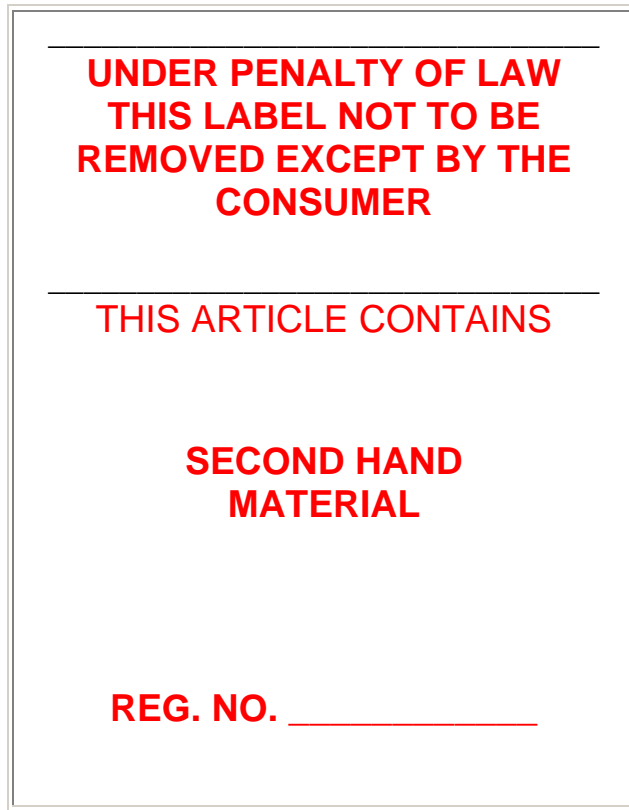 UNDER PENALTY OF LAW
THIS LABEL NOT TO BE
REMOVED EXCEPT BY THE
CONSUMER
THIS ARTICLE CONTAINS
SECOND HAND
MATERIAL
REG. NO. ____________